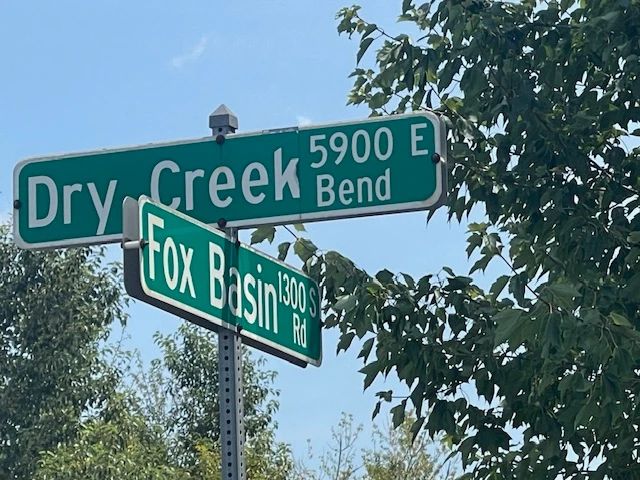 Dry Creek 5900 E
Bend
Fox Basin 1300 S
Rd